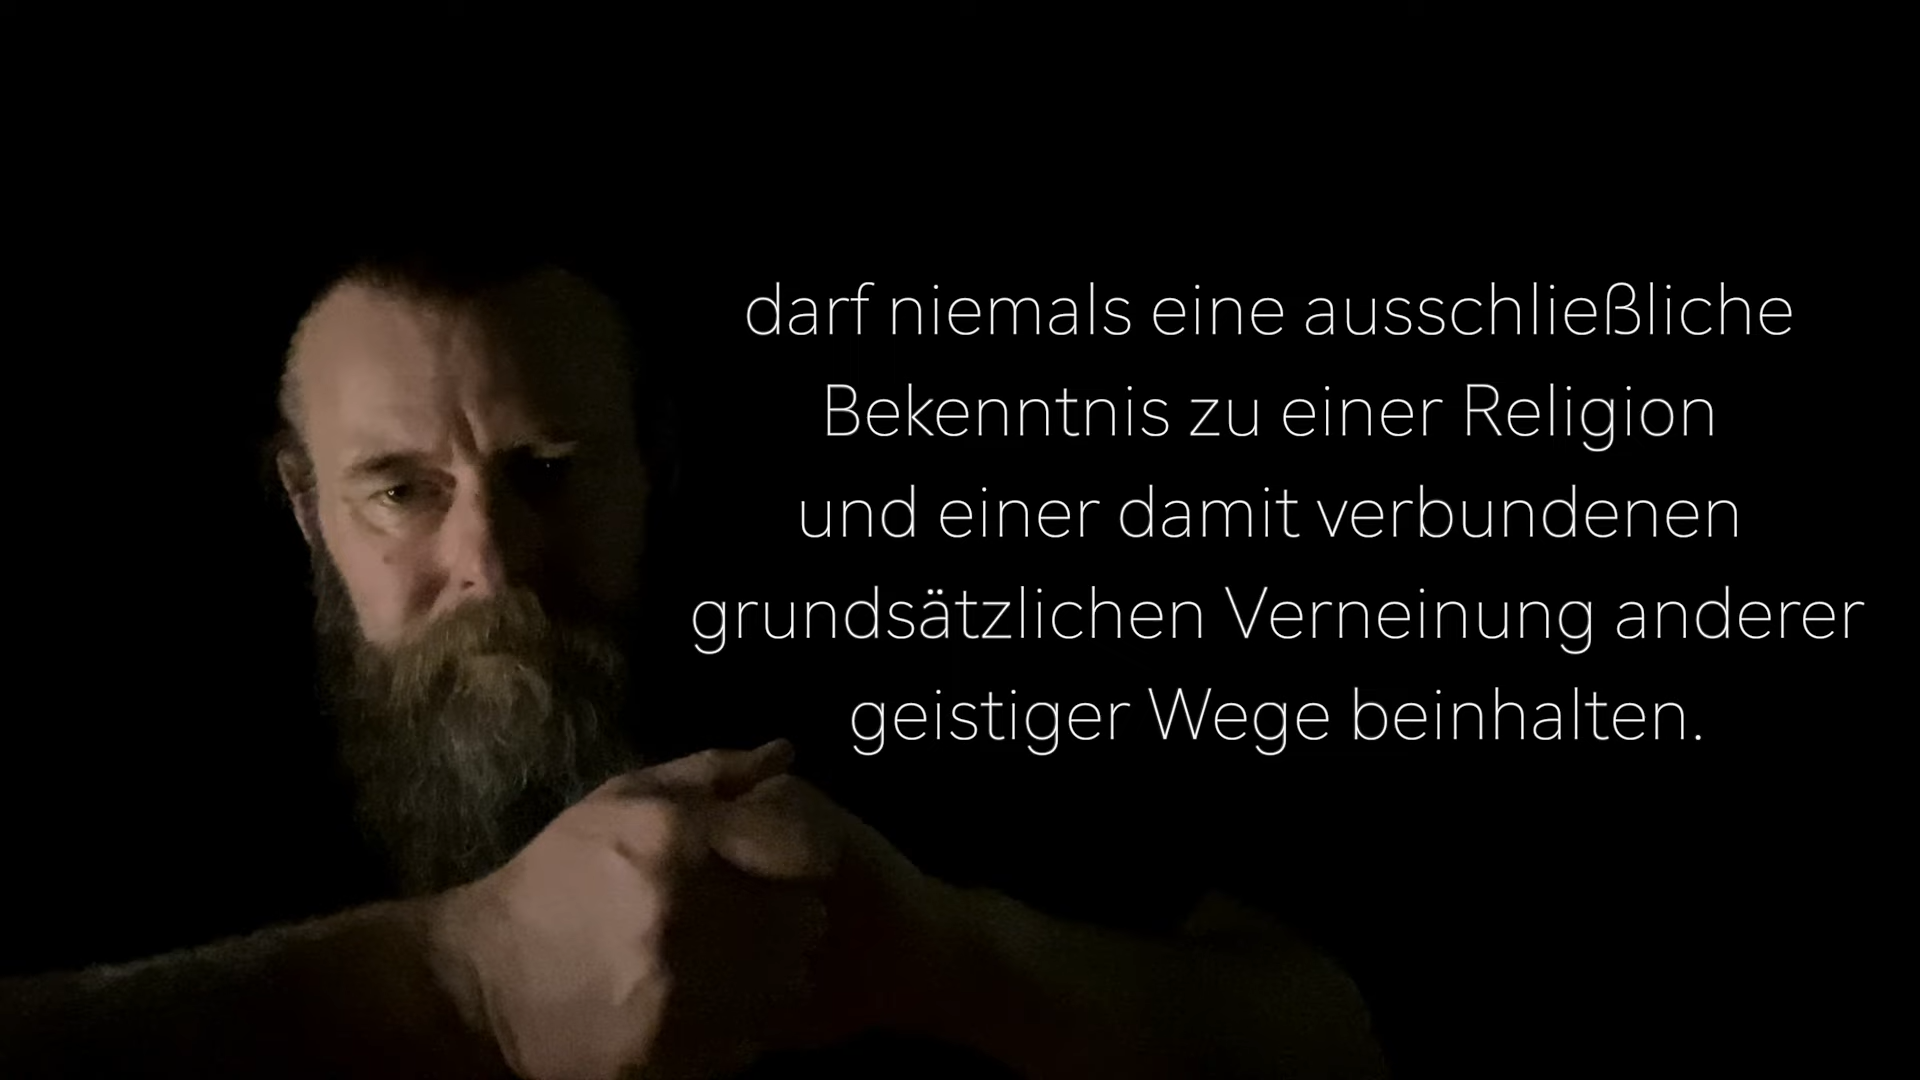 darf niemals eine ausschließliche
Bekenntnis zu einer Religion
und einer damit verbundenen
grundsätzlichen Verneinung anderer
geistiger Wege beinhalten.